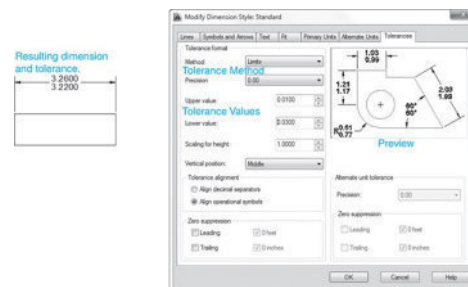 Resulting dimension
and tolerance.
3.2600
3.2200
Modify Dimension Style: Standard
Lines Symbols and Arrows Text Fit Primary Units Alternate Units Tolerances
Tolerance format
Method: Limits
Tolerance Method
Precision 0.00
Upper value: 0.0100
Tolerance Values
Lower value: 0.0300
Scaling for height: 1.0000
Vertical position: Middle
Tolerance alignment
Align decimal separators
Align operational symbols
Zero suppression
Leading 0 feet
Trailing 0 inches
1.03
0.99
1.21
1.17
2.03
1.99
60°
60°
Preview
Alternate unit tolerance
Precision: 0.00
Zero suppression
Leading 0 feet
Trailing 0 inches
OK Cancel Help